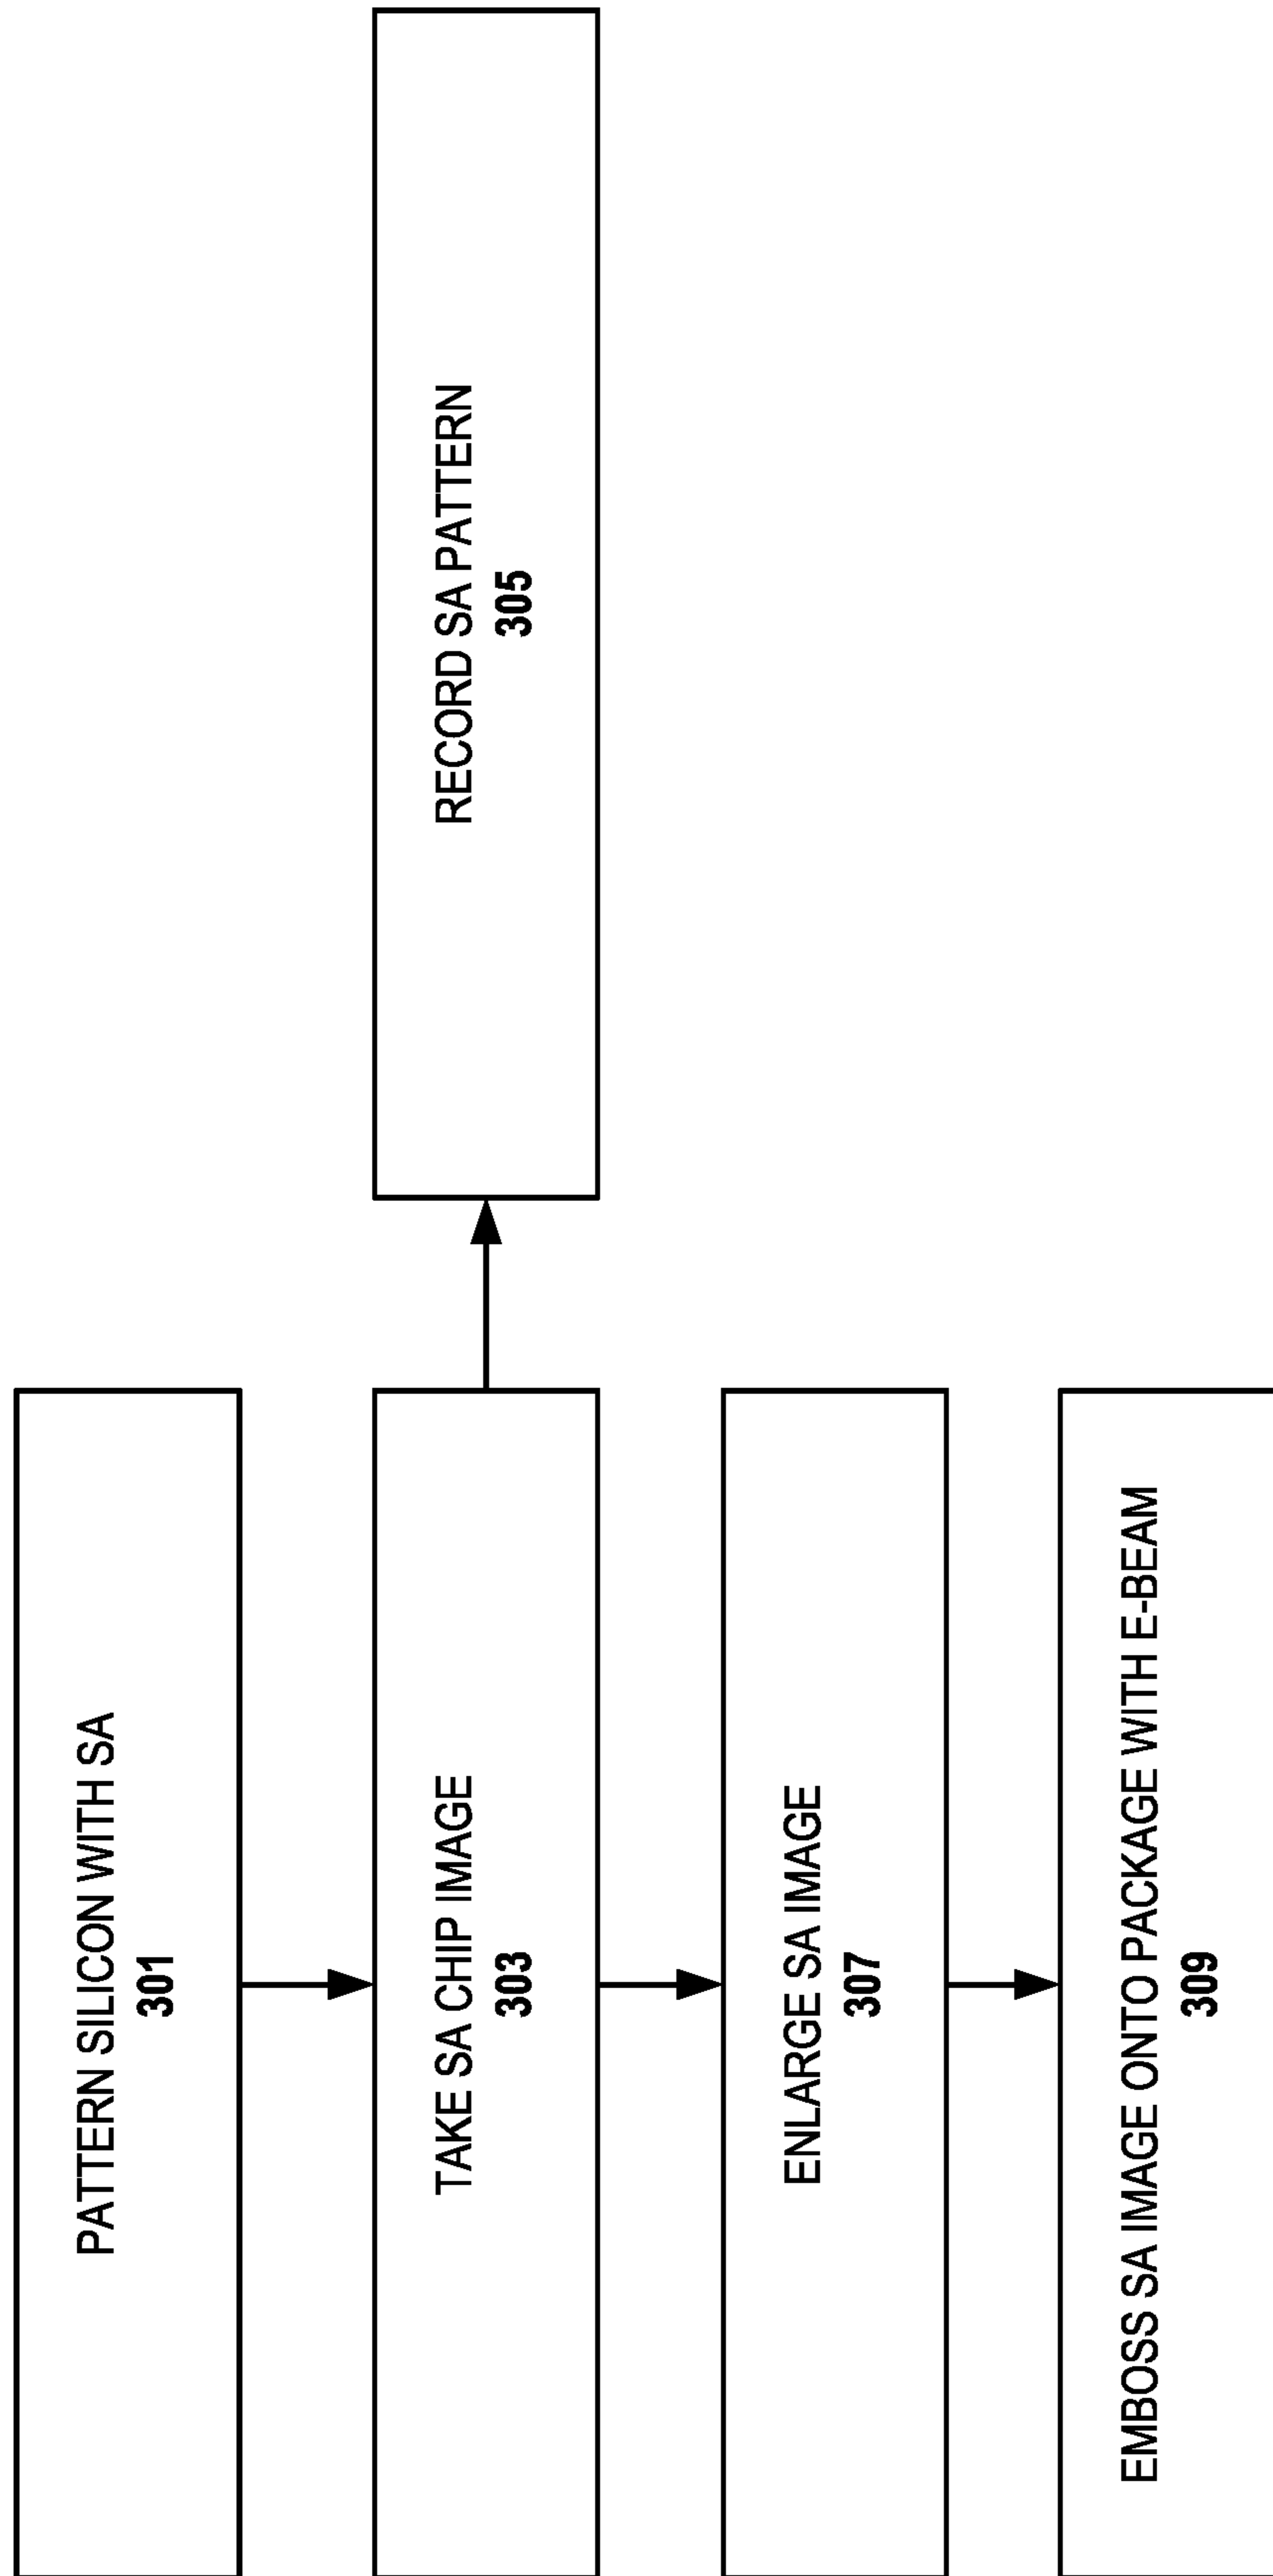 PATTERN SILICON WITH SA
301
TAKE SA CHIP IMAGE
303
RECORD SA PATTERN
305
ENLARGE SA IMAGE
307
EMBOSS SA IMAGE ONTO PACKAGE WITH E-BEAM
309